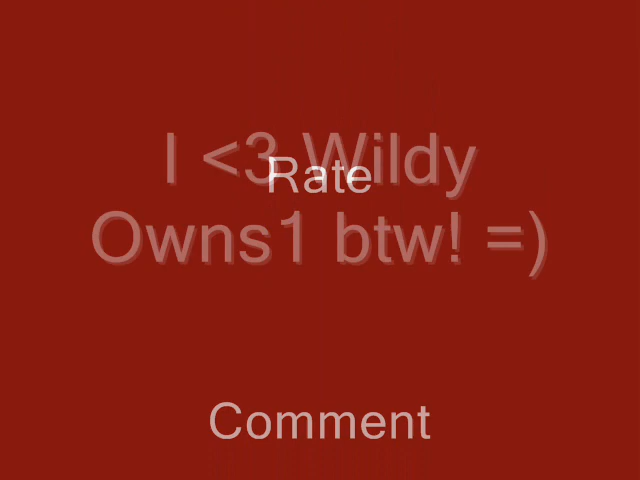 I <3 Wildy
Rate
Owns1 btw! =)
Comment